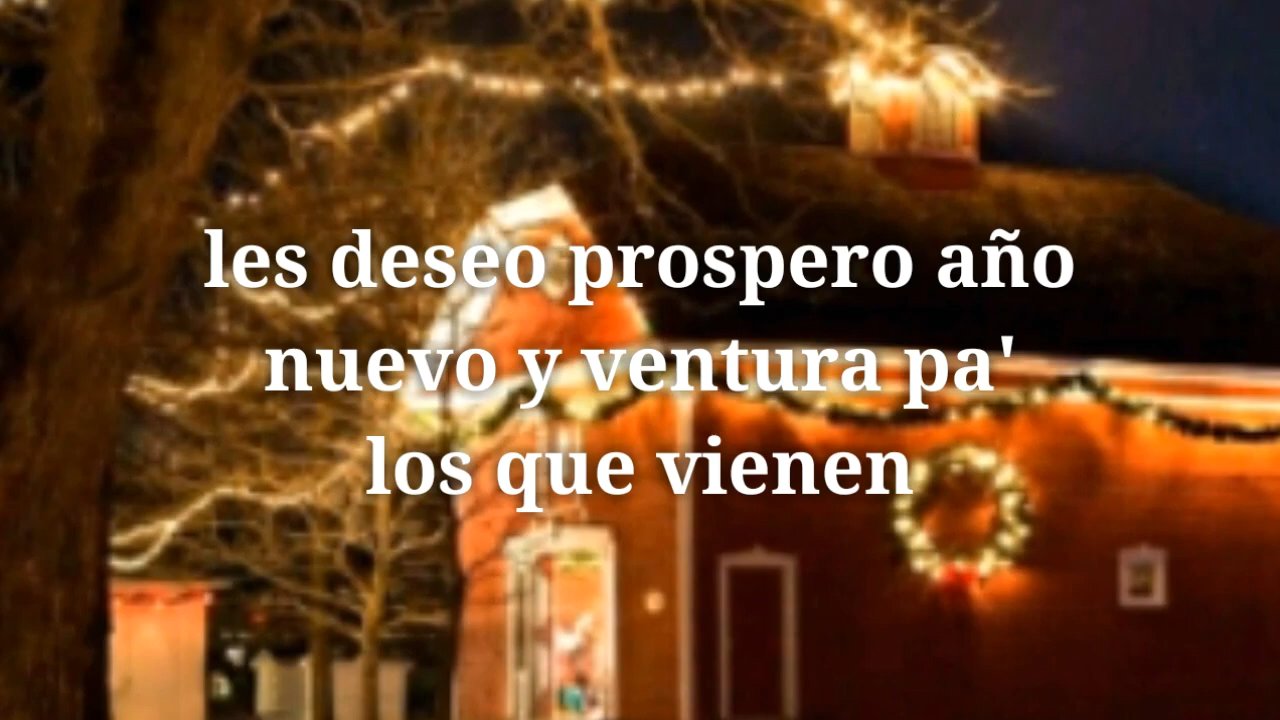 les deseo prospero año
nuevo y ventura pa'
los que vienen